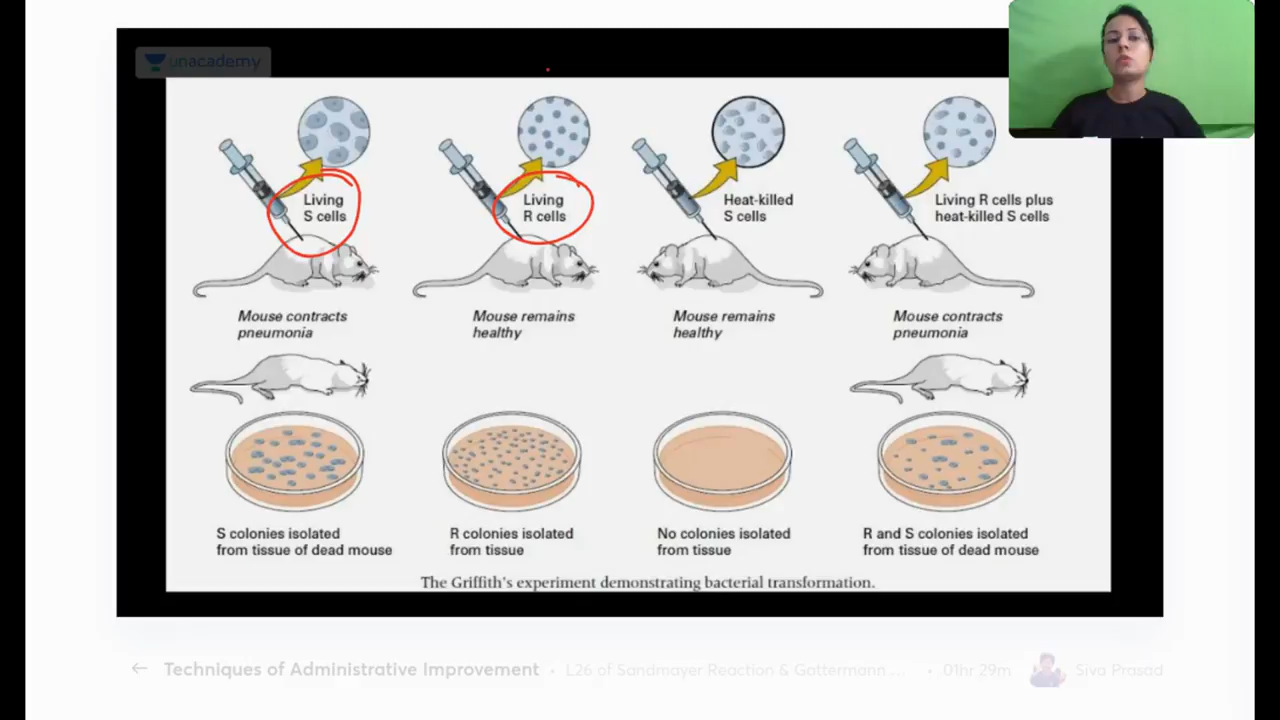 unacademy
Living
S cells
Living
R cells
Heat-killed
S cells
Living R cells plus
heat-killed S cells
Mouse contracts
pneumonia
Mouse remains
healthy
Mouse remains
healthy
Mouse contracts
pneumonia
S colonies isolated
from tissue of dead mouse
R colonies isolated
from tissue
No colonies isolated
from tissue
R and S colonies isolated
from tissue of dead mouse
The Griffith's experiment demonstrating bacterial transformation.
Techniques of Administrative Improvement • L26 of Sandmayer Reaction & Gattermann ... • 01hr 29m Siva Prasad